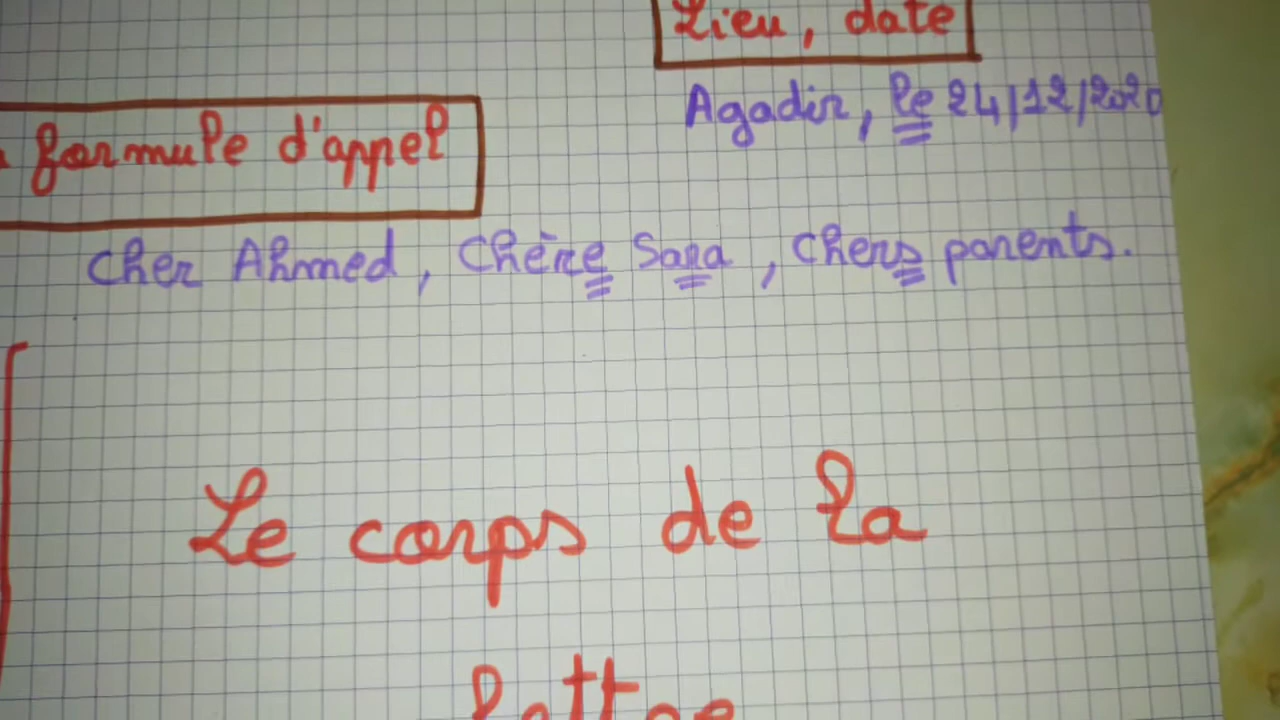 Lieu, date
Agadir, le 24/12/2020
formule d'appel
Cher Ahmed, Chère Sara, Chers parents.
Le corps de la
lettre